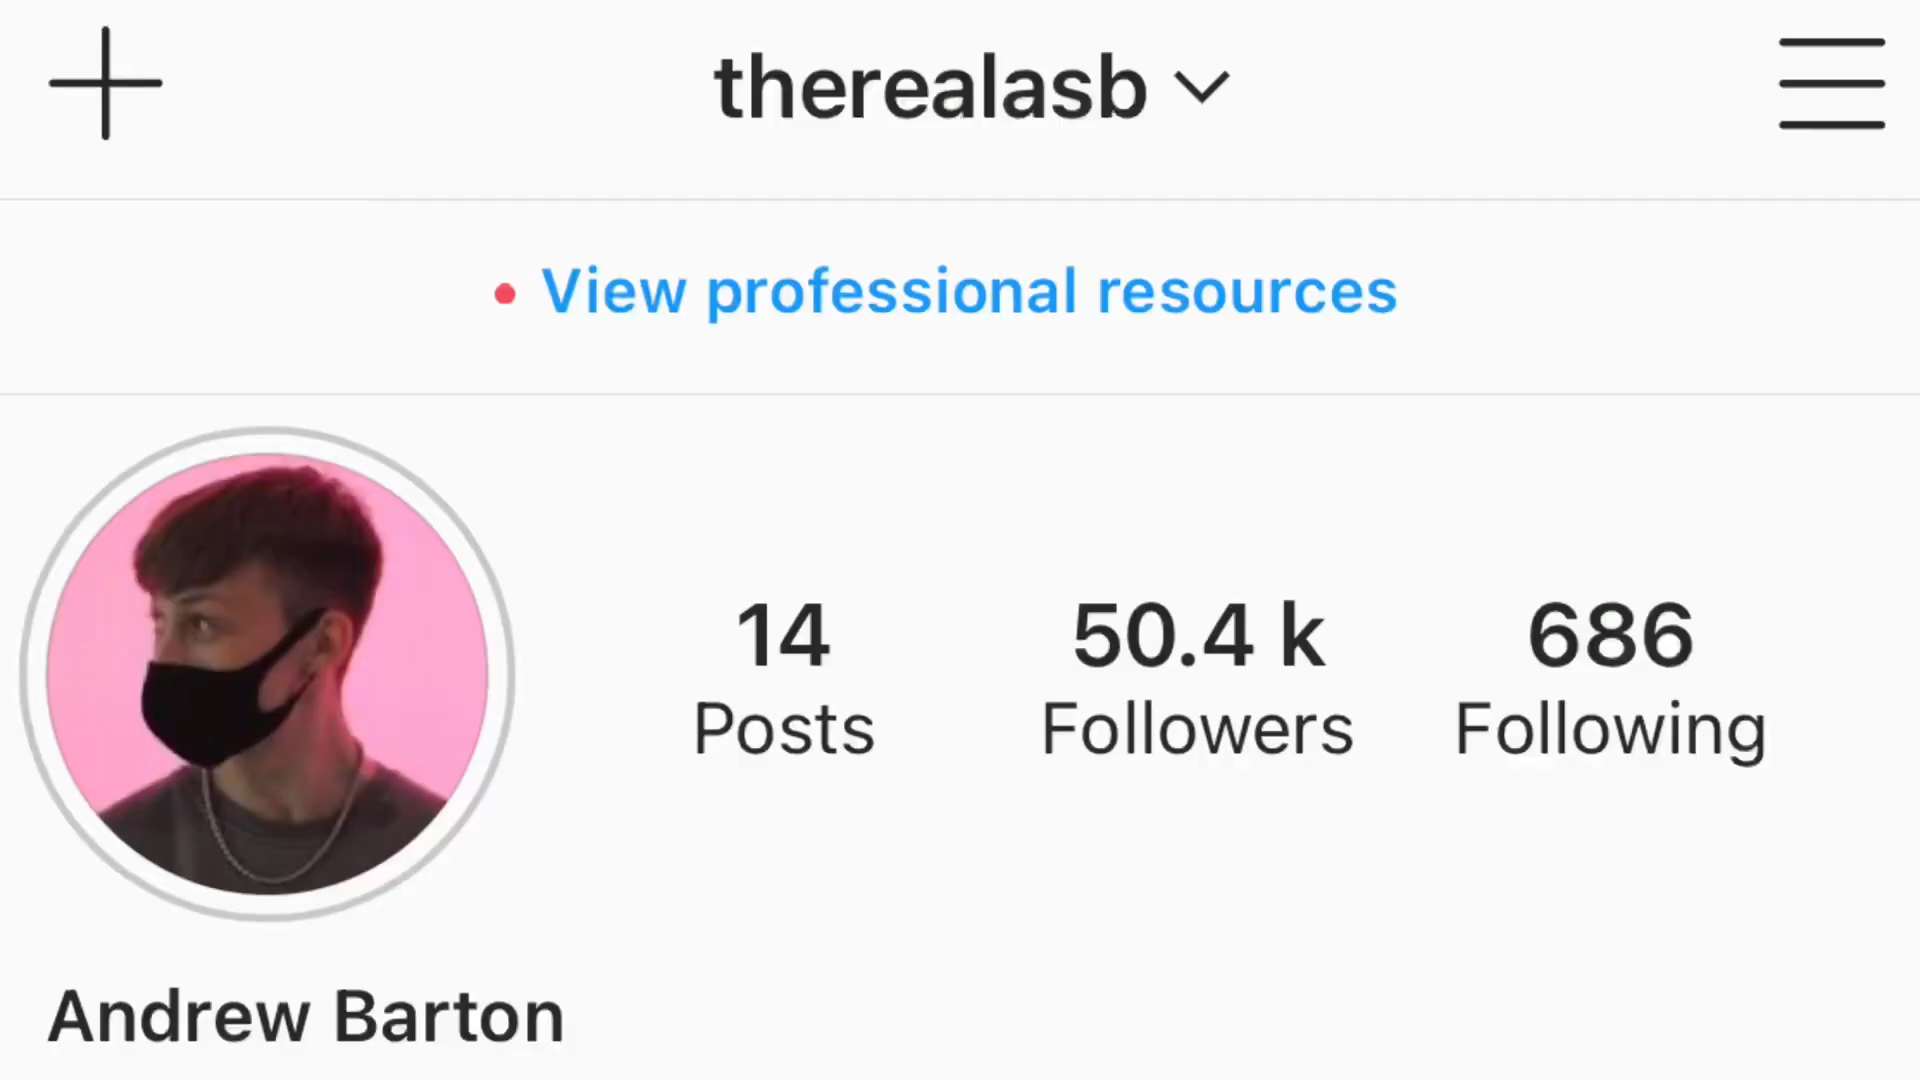 therealasb
View professional resources
14 50.4 k 686
Posts Followers Following
Andrew Barton